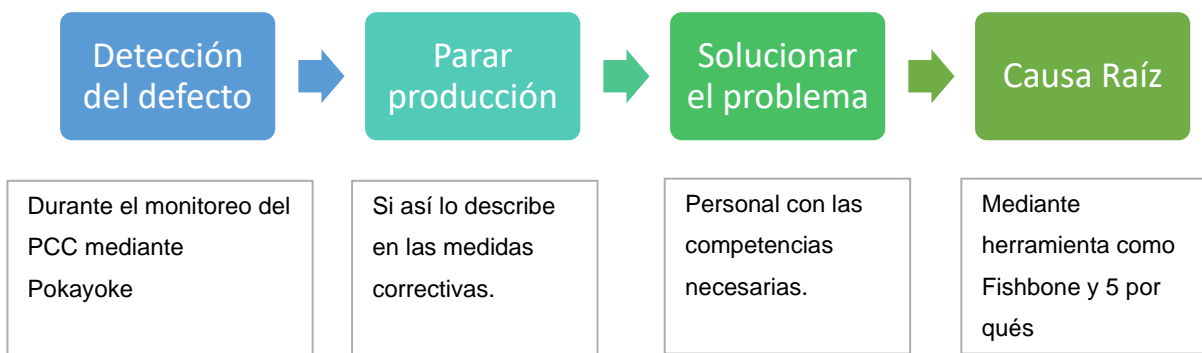 Detección
del defecto
Parar
producción
Solucionar
el problema
Causa Raíz
Durante el monitoreo del
PCC mediante
Pokayoke
Si así lo describe
en las medidas
correctivas.
Personal con las
competencias
necesarias.
Mediante
herramienta como
Fishbone y 5 por
qués